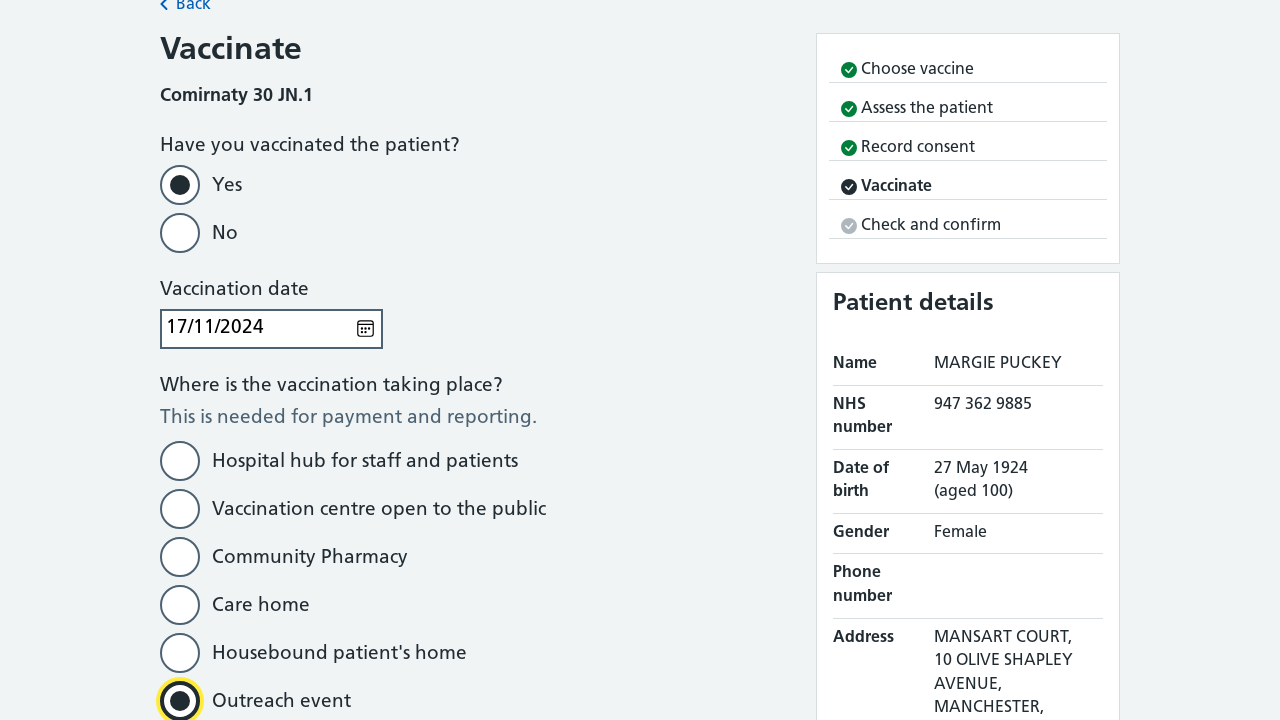 Back
Vaccinate
Comirnaty 30 JN.1
Have you vaccinated the patient?
Yes
No
Vaccination date
17/11/2024
Where is the vaccination taking place?
This is needed for payment and reporting.
Hospital hub for staff and patients
Vaccination centre open to the public
Community Pharmacy
Care home
Housebound patient's home
Outreach event
Choose vaccine
Assess the patient
Record consent
Vaccinate
Check and confirm
Patient details
Name MARGIE PUCKEY
NHS number 947 362 9885
Date of birth 27 May 1924 (aged 100)
Gender Female
Phone number
Address MANSART COURT,
10 OLIVE SHAPLEY
AVENUE,
MANCHESTER,